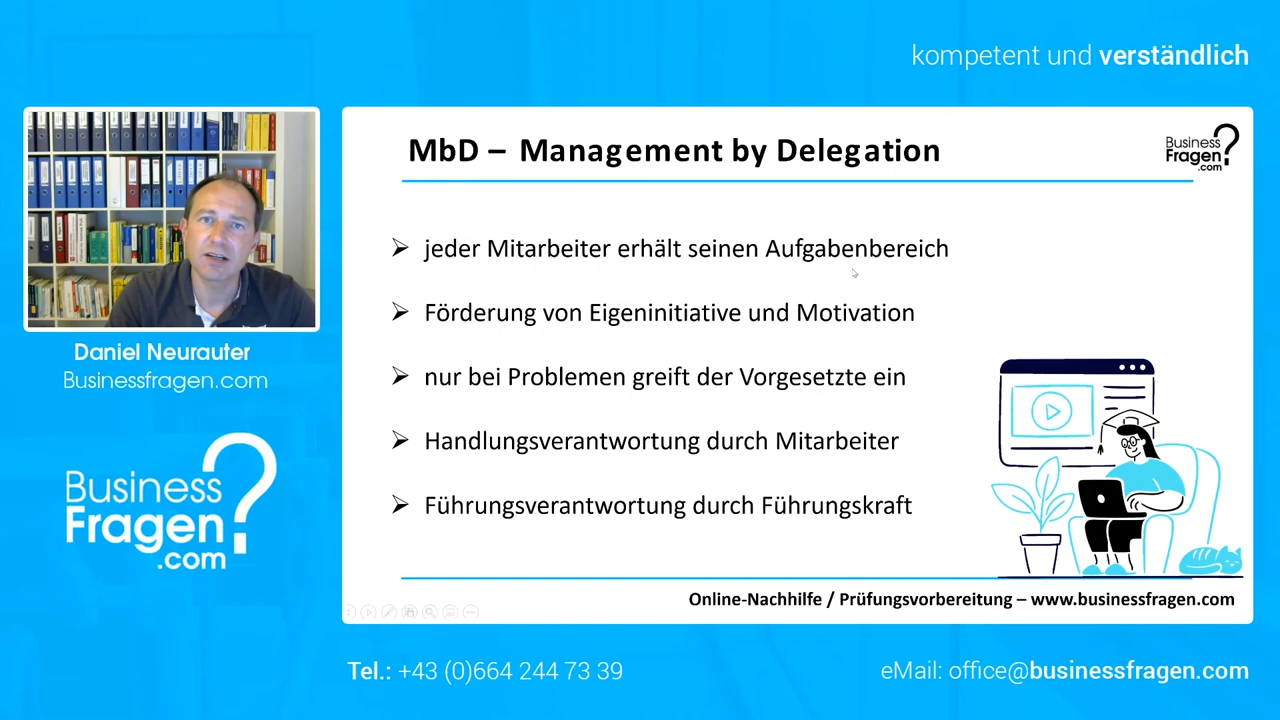 kompetent und verständlich
MbD – Management by Delegation
Business
Fragen
.com
?
jeder Mitarbeiter erhält seinen Aufgabenbereich
Förderung von Eigeninitiative und Motivation
nur bei Problemen greift der Vorgesetzte ein
Handlungsverantwortung durch Mitarbeiter
Führungsverantwortung durch Führungskraft
Online-Nachhilfe / Prüfungsvorbereitung – www.businessfragen.com
Daniel Neurauter
Businessfragen.com
Business
Fragen
.com
?
Tel.: +43 (0)664 244 73 39
eMail: office@businessfragen.com